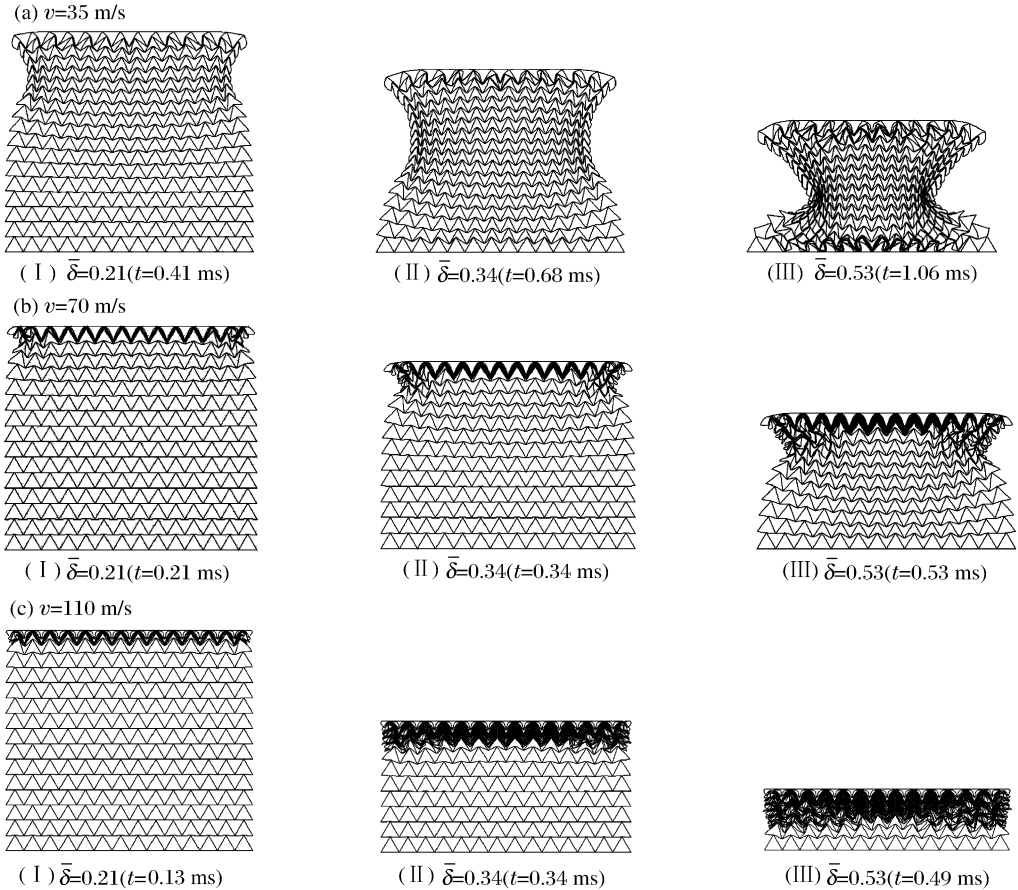 (a) v=35 m/s
(Ⅰ) δ̄=0.21(t=0.41 ms)
(Ⅱ) δ̄=0.34(t=0.68 ms)
(Ⅲ) δ̄=0.53(t=1.06 ms)
(b) v=70 m/s
(Ⅰ) δ̄=0.21(t=0.21 ms)
(Ⅱ) δ̄=0.34(t=0.34 ms)
(Ⅲ) δ̄=0.53(t=0.53 ms)
(c) v=110 m/s
(Ⅰ) δ̄=0.21(t=0.13 ms)
(Ⅱ) δ̄=0.34(t=0.34 ms)
(Ⅲ) δ̄=0.53(t=0.49 ms)